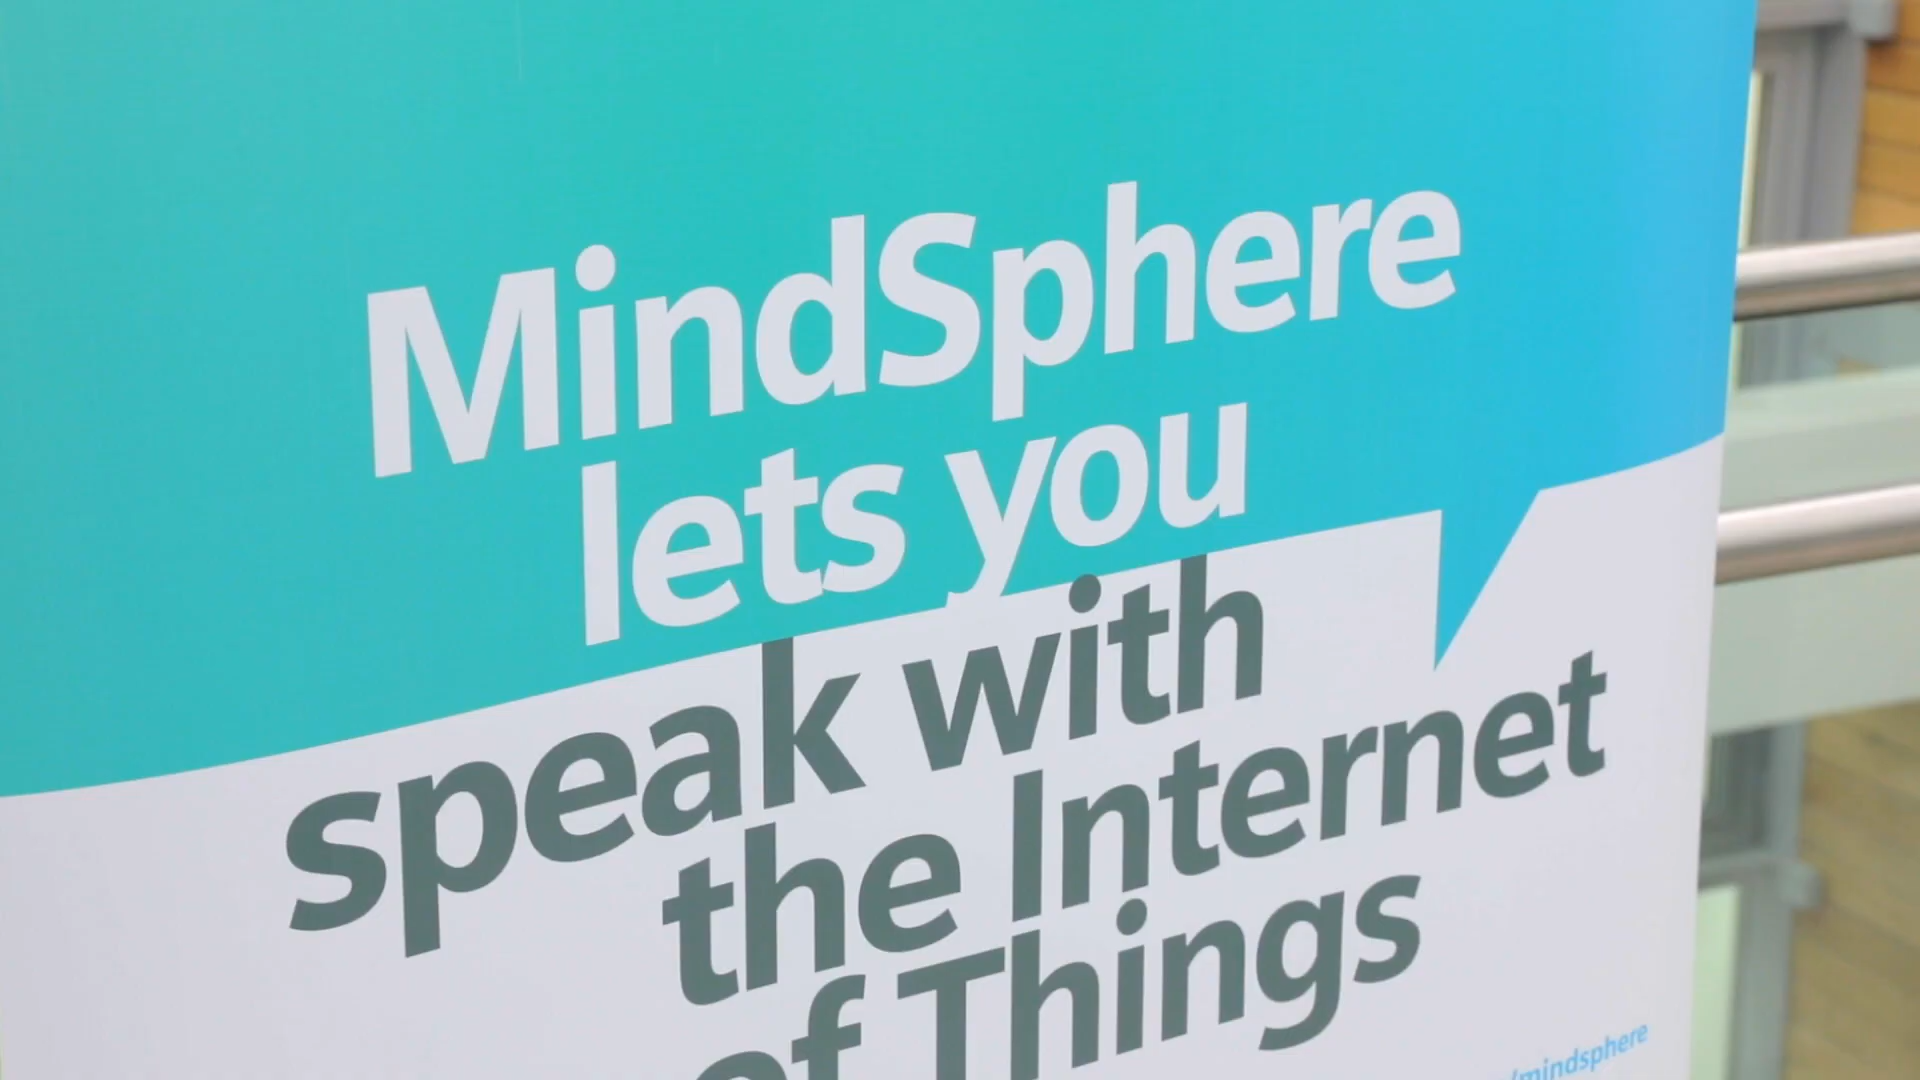 MindSphere
lets you
speak with
the Internet
of Things
/mindsphere